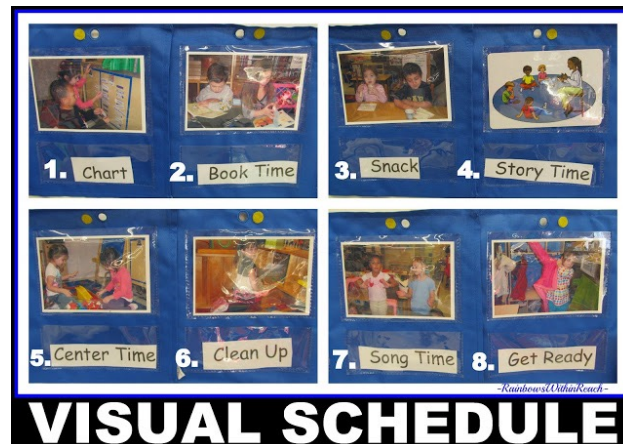 1. Chart
2. Book Time
3. Snack
4. Story Time
5. Center Time
6. Clean Up
7. Song Time
8. Get Ready
~RainbowsWithinReach~
VISUAL SCHEDULE